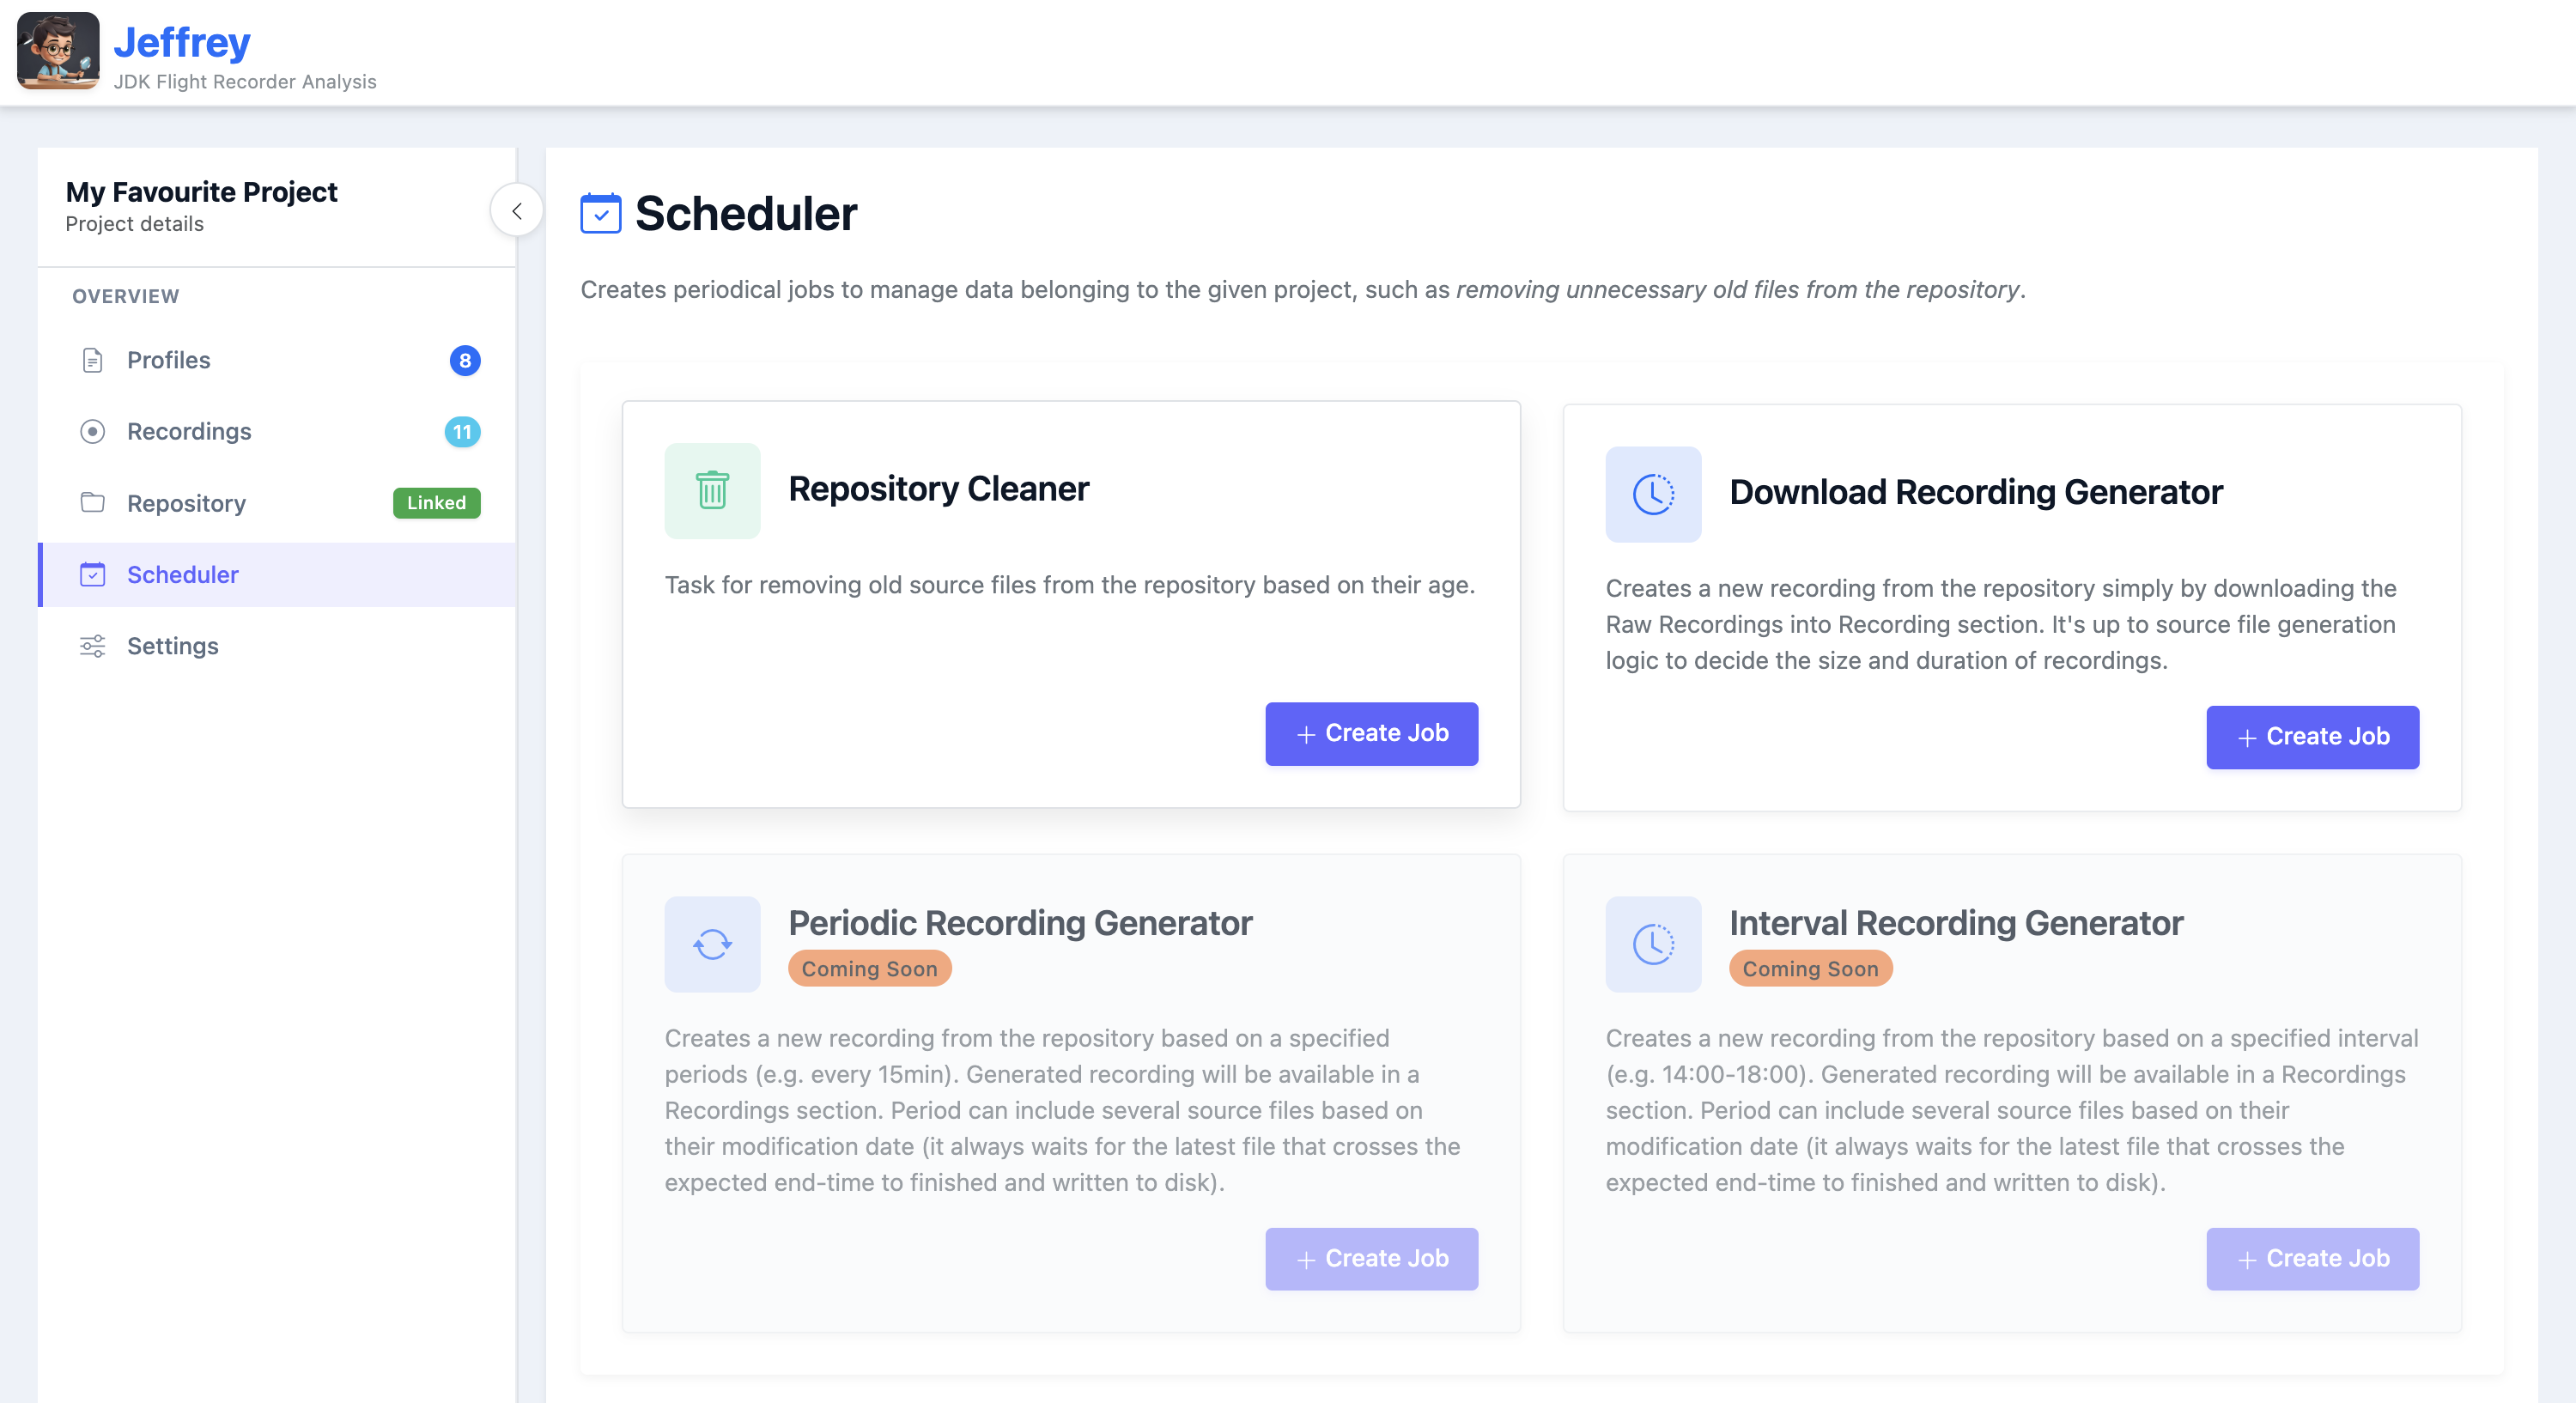 Jeffrey
JDK Flight Recorder Analysis
My Favourite Project
Project details
OVERVIEW
Profiles 8
Recordings 11
Repository Linked
Scheduler
Settings
Scheduler
Creates periodical jobs to manage data belonging to the given project, such as removing unnecessary old files from the repository.
Repository Cleaner
Task for removing old source files from the repository based on their age.
+ Create Job
Download Recording Generator
Creates a new recording from the repository simply by downloading the
Raw Recordings into Recording section. It's up to source file generation
logic to decide the size and duration of recordings.
+ Create Job
Periodic Recording Generator
Coming Soon
Creates a new recording from the repository based on a specified
periods (e.g. every 15min). Generated recording will be available in a
Recordings section. Period can include several source files based on
their modification date (it always waits for the latest file that crosses the
expected end-time to finished and written to disk).
+ Create Job
Interval Recording Generator
Coming Soon
Creates a new recording from the repository based on a specified interval
(e.g. 14:00-18:00). Generated recording will be available in a Recordings
section. Period can include several source files based on their
modification date (it always waits for the latest file that crosses the
expected end-time to finished and written to disk).
+ Create Job